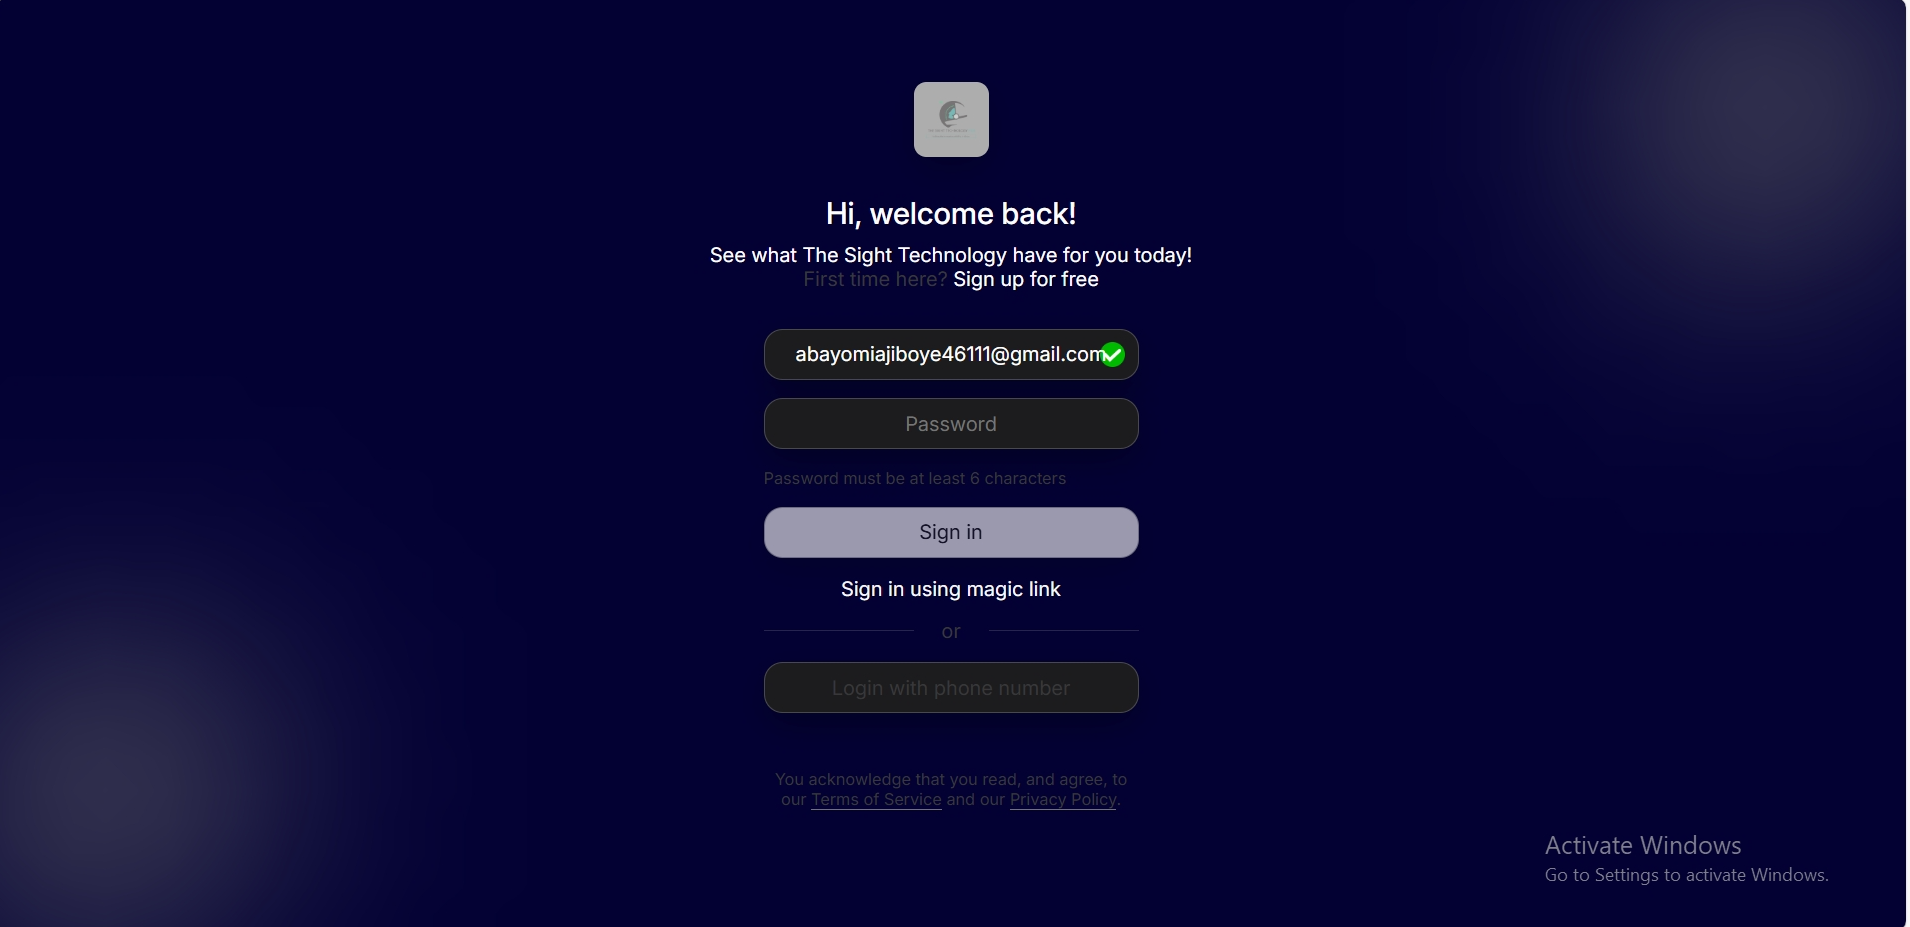 Hi, welcome back!
See what The Sight Technology have for you today!
First time here? Sign up for free
abayomiajiboye46111@gmail.com
Password
Password must be at least 6 characters
Sign in
Sign in using magic link
or
Login with phone number
You acknowledge that you read, and agree, to
our Terms of Service and our Privacy Policy.
Activate Windows
Go to Settings to activate Windows.